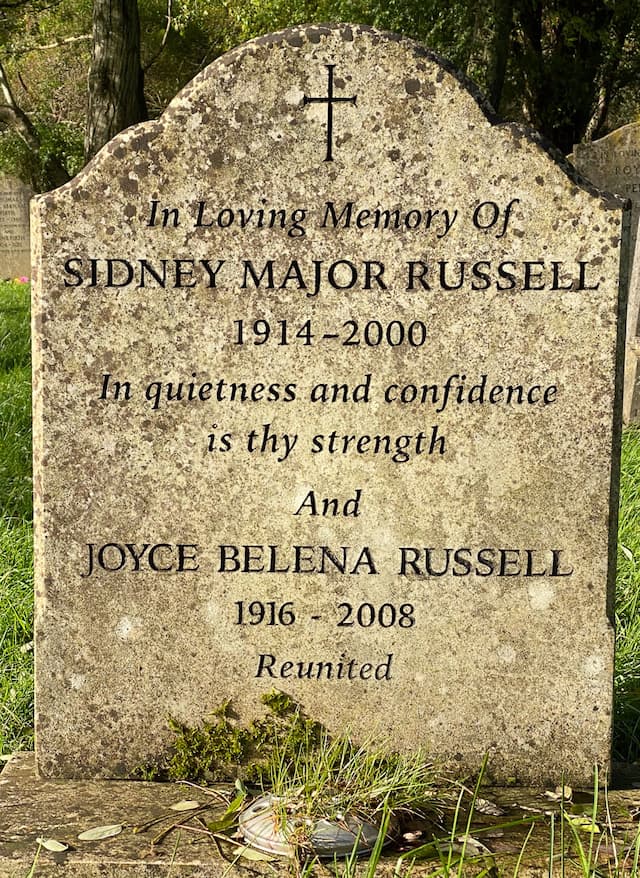 In Loving Memory Of
SIDNEY MAJOR RUSSELL
1914-2000
In quietness and confidence
is thy strength
And
JOYCE BELENA RUSSELL
1916 - 2008
Reunited